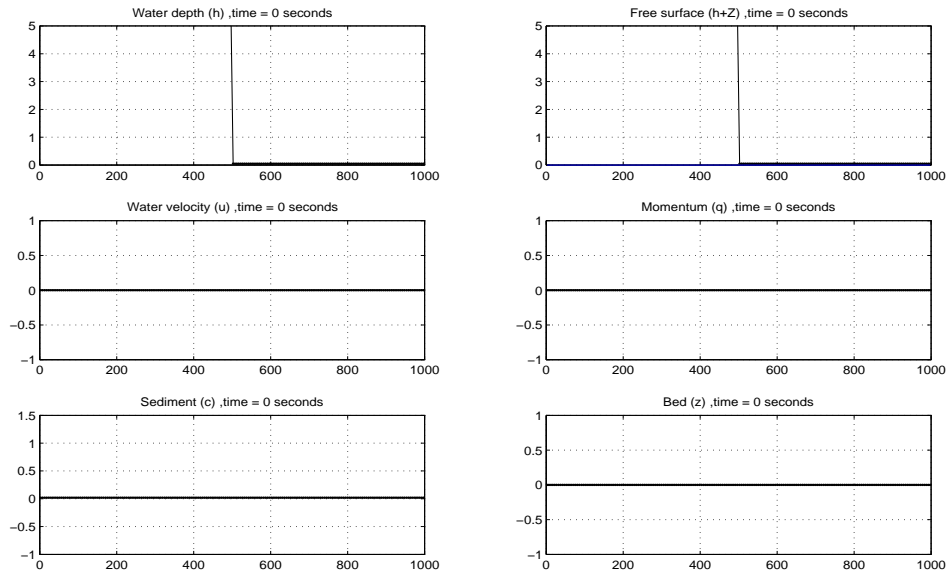 Water depth (h) ,time = 0 seconds
5
4
3
2
1
0
0 200 400 600 800 1000
Free surface (h+Z) ,time = 0 seconds
5
4
3
2
1
0
0 200 400 600 800 1000
Water velocity (u) ,time = 0 seconds
1
0.5
0
−0.5
−1
0 200 400 600 800 1000
Momentum (q) ,time = 0 seconds
1
0.5
0
−0.5
−1
0 200 400 600 800 1000
Sediment (c) ,time = 0 seconds
1.5
1
0.5
0
−0.5
−1
0 200 400 600 800 1000
Bed (z) ,time = 0 seconds
1
0.5
0
−0.5
−1
0 200 400 600 800 1000